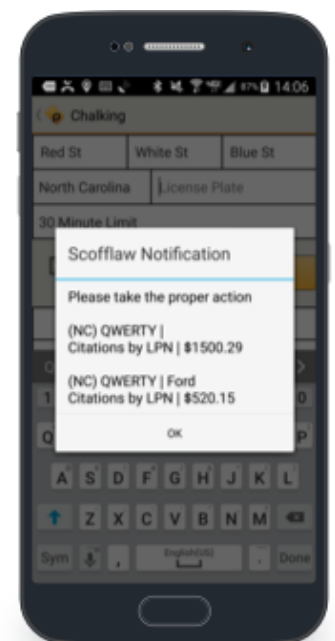 87% 14:06
Chalking
Red St White St Blue St
North Carolina License Plate
30 Minute Limit
Scofflaw Notification
Please take the proper action
(NC) QWERTY |
Citations by LPN | $1500.29
(NC) QWERTY | Ford
Citations by LPN | $520.15
OK
1 0
Q P
A S D F G H J K L
Z X C V B N M
Sym , English(US) . Done